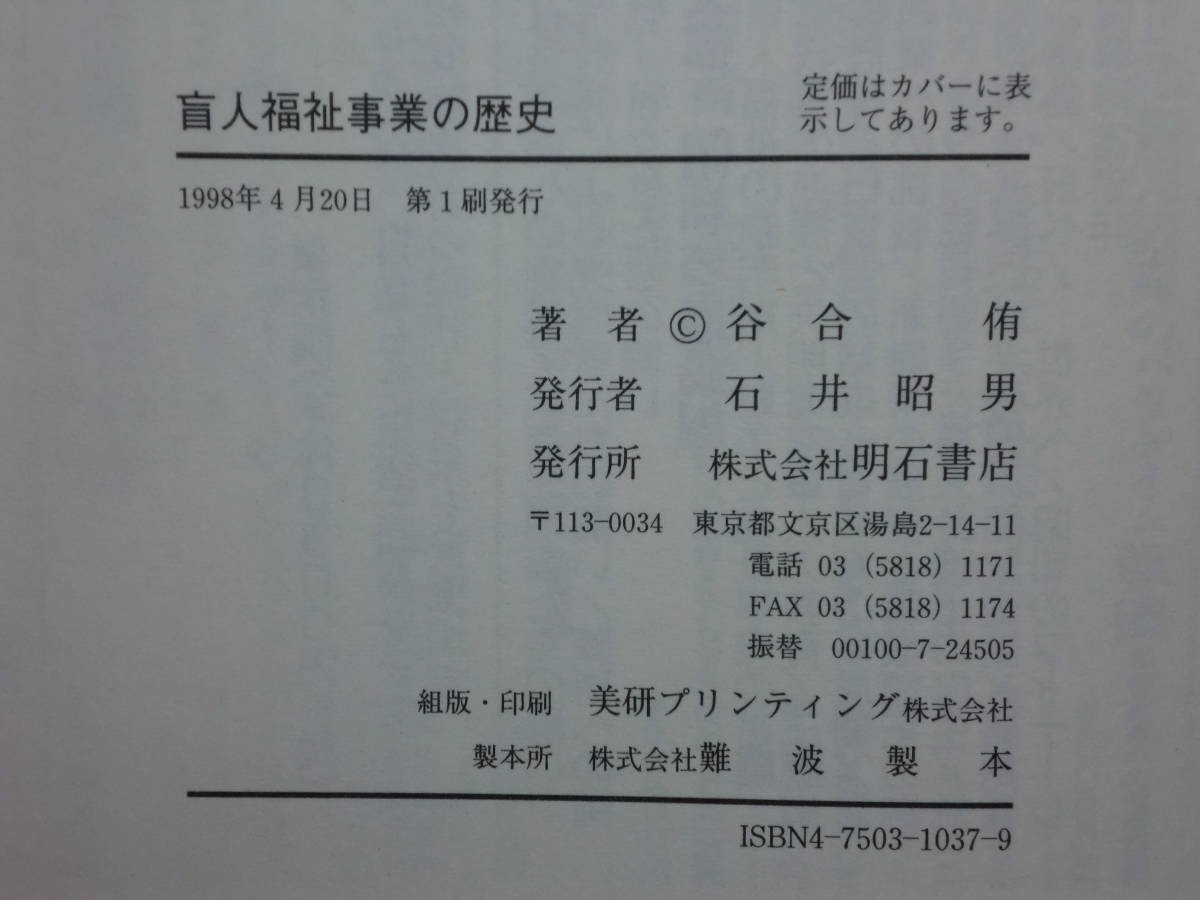 盲人福祉事業の歴史
定価はカバーに表
示してあります。
1998年4月20日　第1刷発行
著　者　©谷　合　　侑
発行者　石　井　昭　男
発行所　株式会社明石書店
〒113-0034　東京都文京区湯島2-14-11
電話 03 (5818) 1171
FAX 03 (5818) 1174
振替　00100-7-24505
組版・印刷　美研プリンティング株式会社
製本所　株式会社難　波　製　本
ISBN4-7503-1037-9